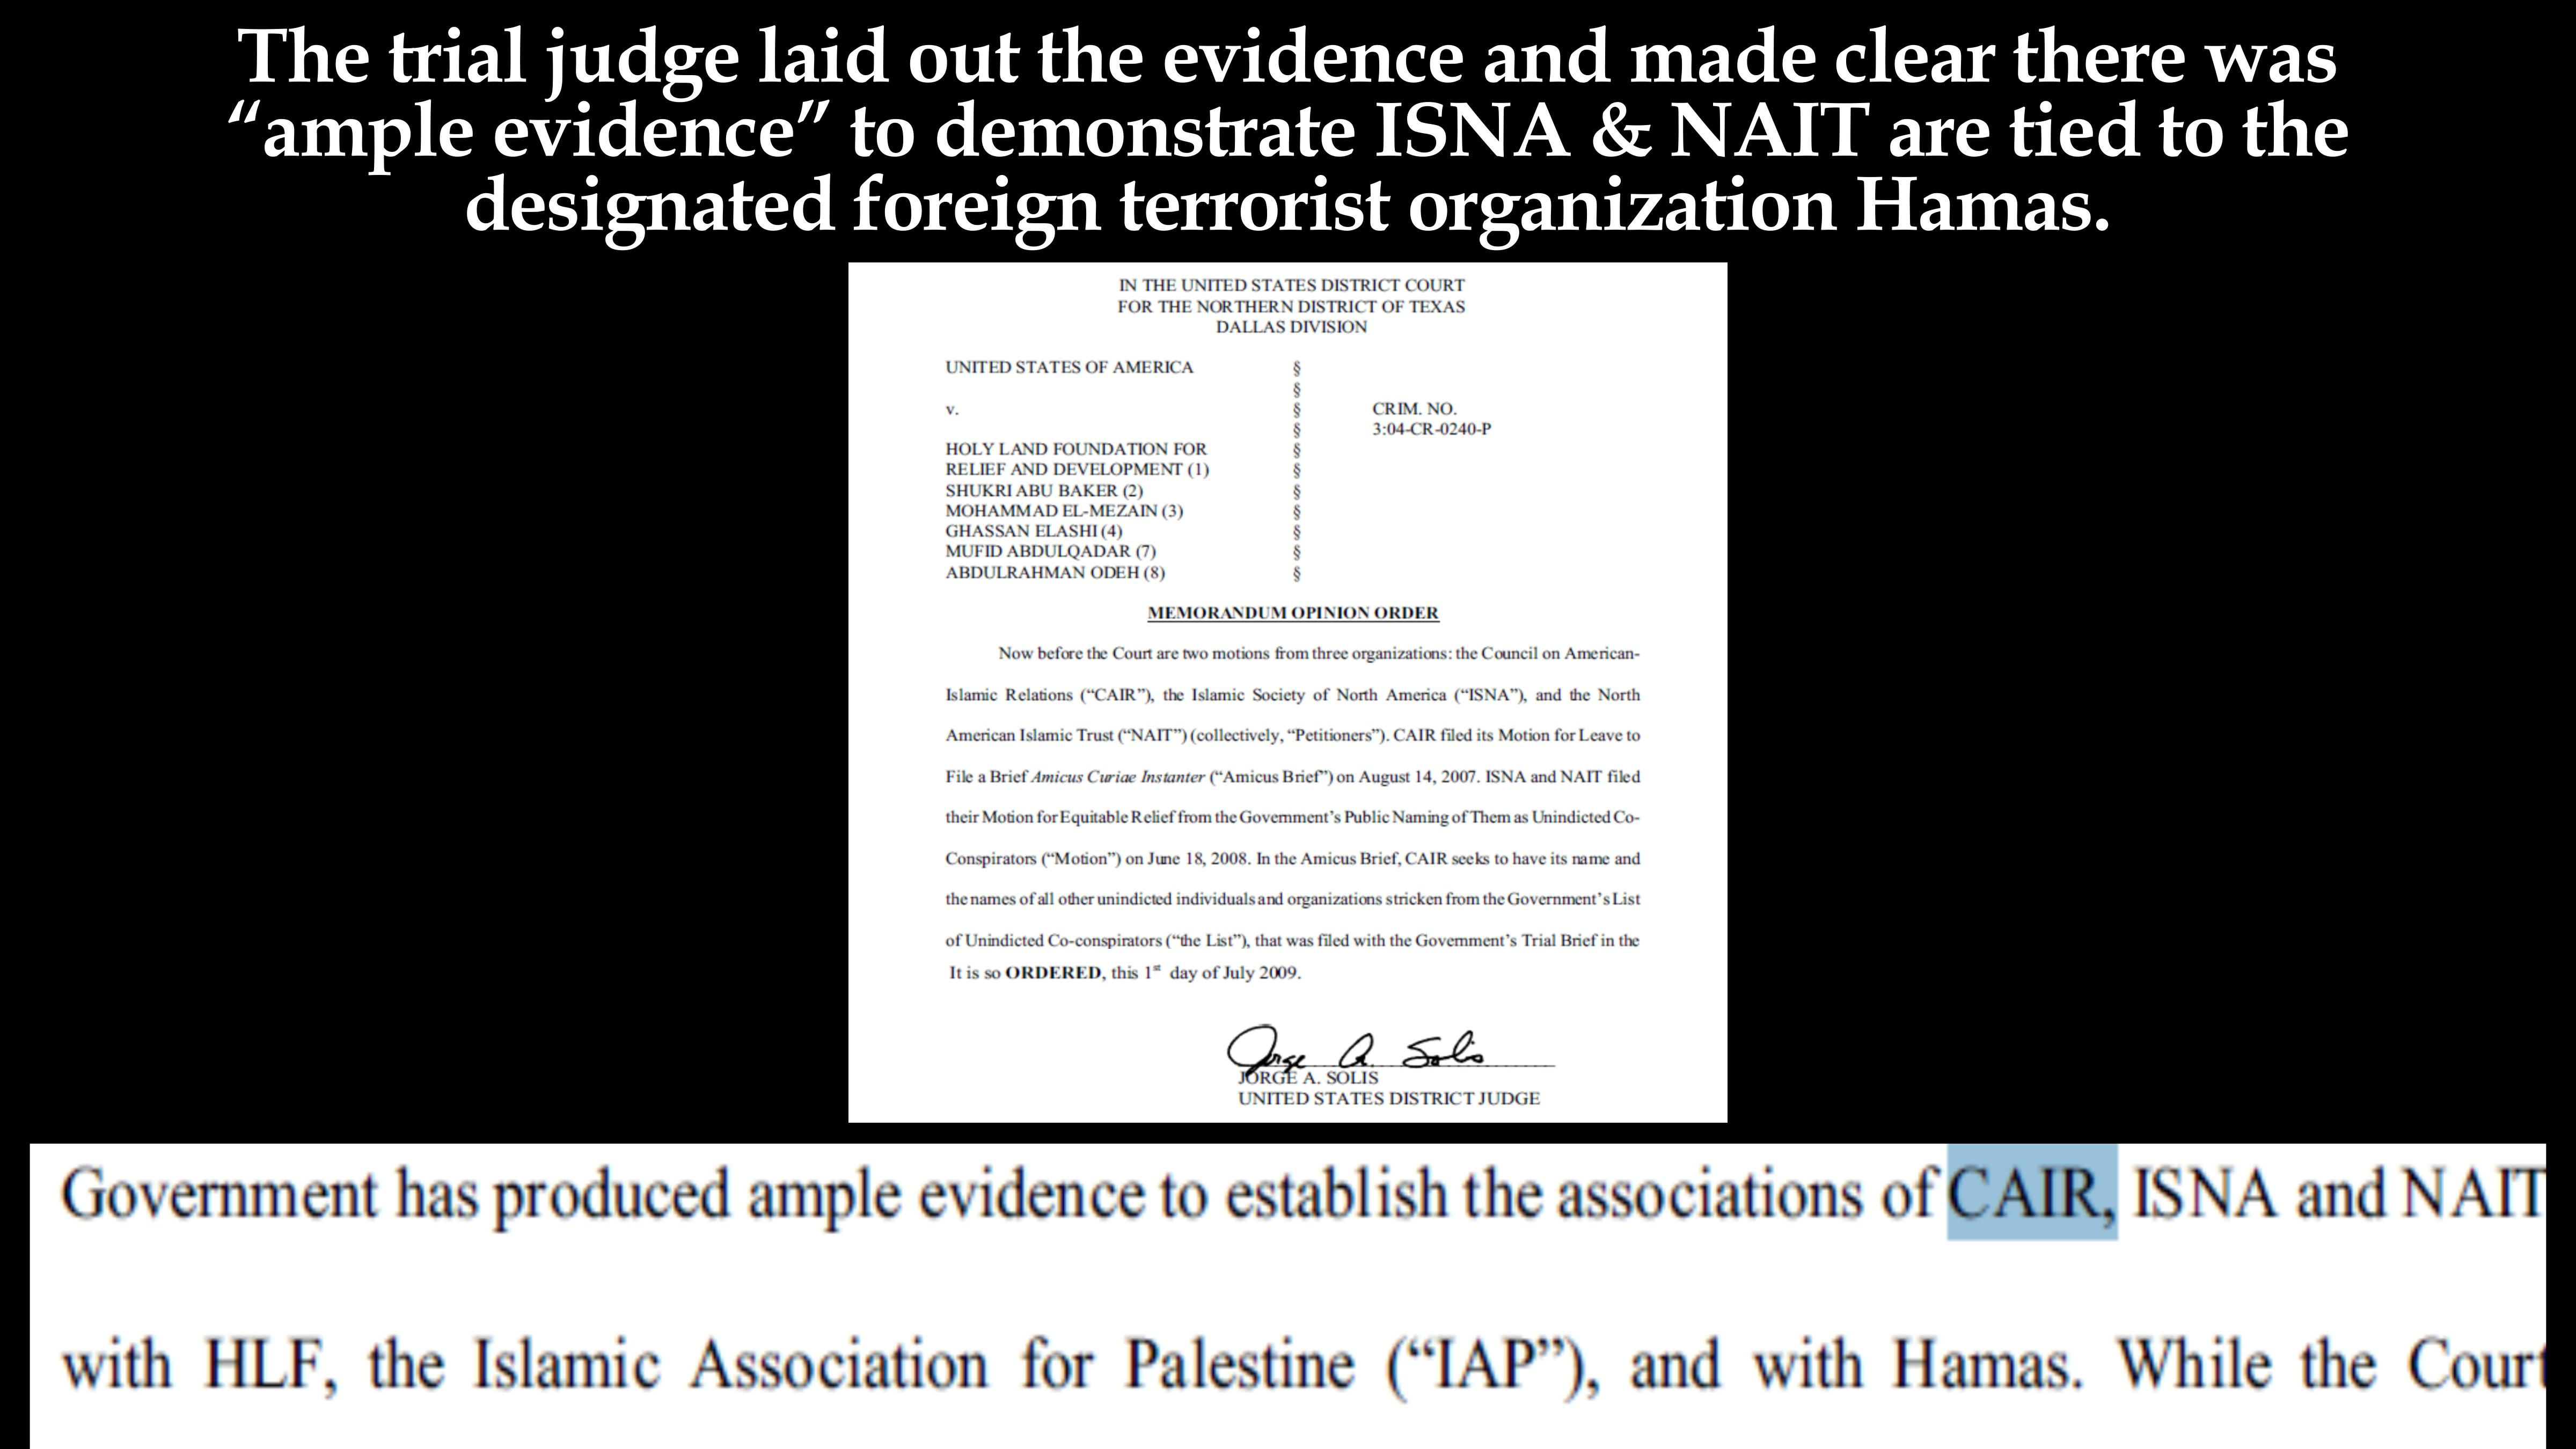 The trial judge laid out the evidence and made clear there was
“ample evidence” to demonstrate ISNA & NAIT are tied to the
designated foreign terrorist organization Hamas.
IN THE UNITED STATES DISTRICT COURT
FOR THE NORTHERN DISTRICT OF TEXAS
DALLAS DIVISION
UNITED STATES OF AMERICA §
§
v. § CRIM. NO.
§ 3:04-CR-0240-P
HOLY LAND FOUNDATION FOR §
RELIEF AND DEVELOPMENT (1) §
SHUKRI ABU BAKER (2) §
MOHAMMAD EL-MEZAIN (3) §
GHASSAN ELASHI (4) §
MUFID ABDULQADAR (7) §
ABDULRAHMAN ODEH (8) §
MEMORANDUM OPINION ORDER
Now before the Court are two motions from three organizations: the Council on American-
Islamic Relations (“CAIR”), the Islamic Society of North America (“ISNA”), and the North
American Islamic Trust (“NAIT”) (collectively, “Petitioners”). CAIR filed its Motion for Leave to
File a Brief Amicus Curiae Instanter (“Amicus Brief”) on August 14, 2007. ISNA and NAIT filed
their Motion for Equitable Relief from the Government’s Public Naming of Them as Unindicted Co-
Conspirators (“Motion”) on June 18, 2008. In the Amicus Brief, CAIR seeks to have its name and
the names of all other unindicted individuals and organizations stricken from the Government’s List
of Unindicted Co-conspirators (“the List”), that was filed with the Government’s Trial Brief in the
It is so ORDERED, this 1st day of July 2009.
Jorge A. Solis
JORGE A. SOLIS
UNITED STATES DISTRICT JUDGE
Government has produced ample evidence to establish the associations of CAIR, ISNA and NAIT
with HLF, the Islamic Association for Palestine (“IAP”), and with Hamas. While the Court